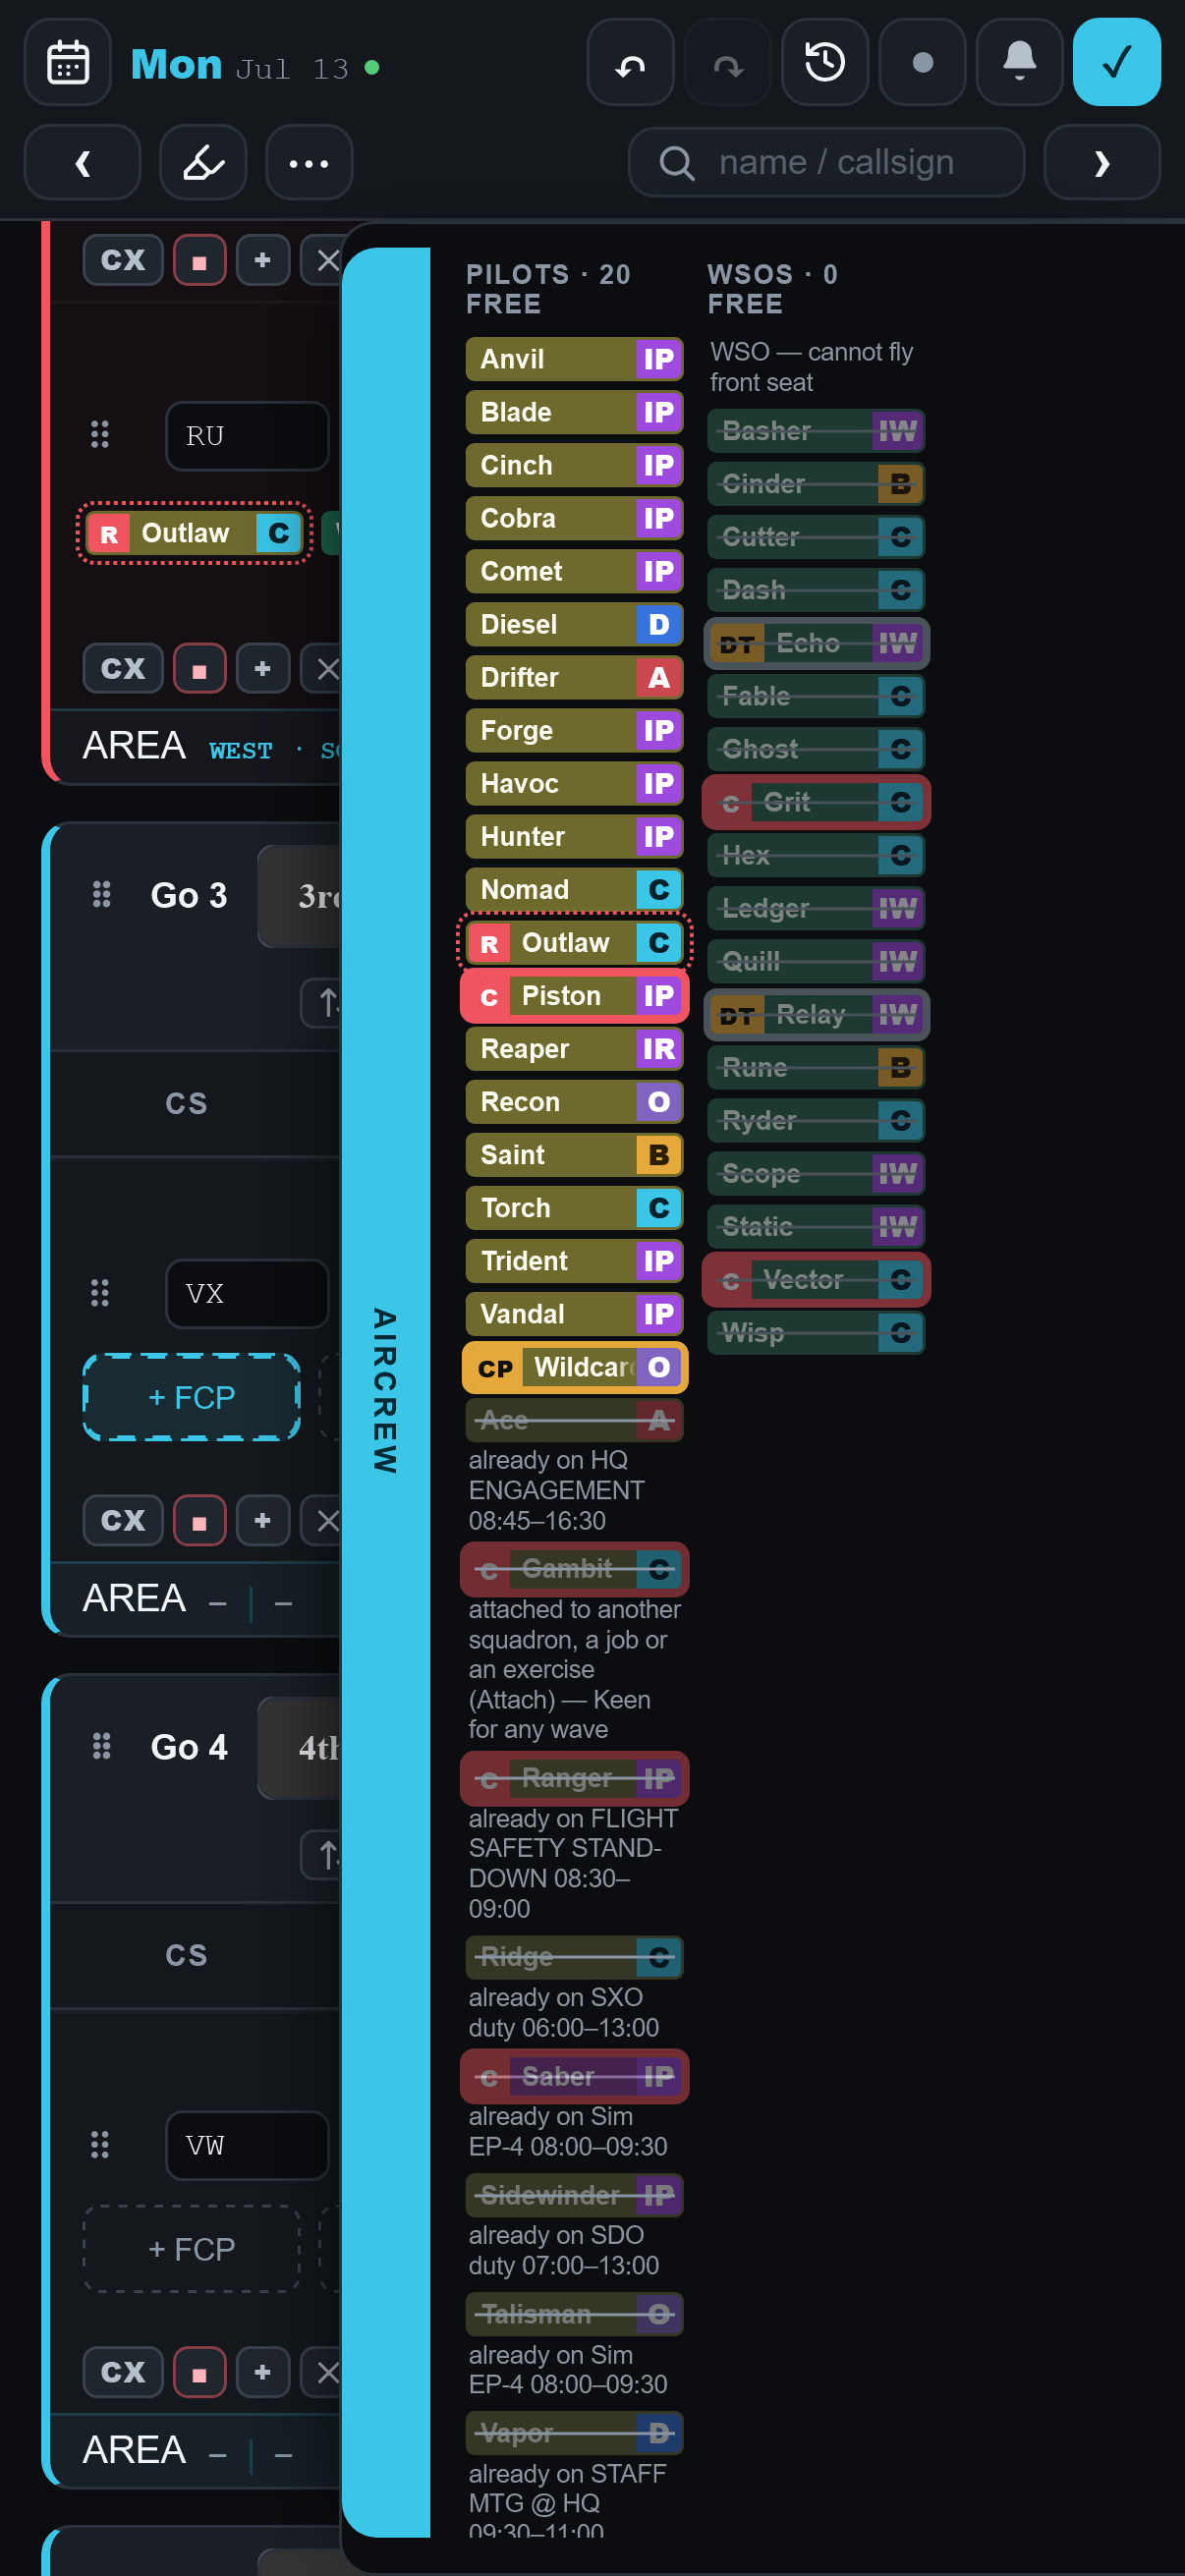 Mon Jul 13
name / callsign
CX
RU
R Outlaw C
CX
AREA WEST
Go 3
CS
VX
+ FCP
CX
AREA – | –
Go 4
CS
VW
+ FCP
CX
AREA – | –
AIRCREW
PILOTS · 20
FREE
Anvil IP
Blade IP
Cinch IP
Cobra IP
Comet IP
Diesel D
Drifter A
Forge IP
Havoc IP
Hunter IP
Nomad C
R Outlaw C
C Piston IP
Reaper IR
Recon O
Saint B
Torch C
Trident IP
Vandal IP
CP Wildcard O
Ace A
already on HQ
ENGAGEMENT
08:45–16:30
C Gambit C
attached to another
squadron, a job or
an exercise
(Attach) — Keen
for any wave
C Ranger IP
already on FLIGHT
SAFETY STAND-
DOWN 08:30–
09:00
Ridge C
already on SXO
duty 06:00–13:00
C Saber IP
already on Sim
EP-4 08:00–09:30
Sidewinder IP
already on SDO
duty 07:00–13:00
Talisman O
already on Sim
EP-4 08:00–09:30
Vapor D
already on STAFF
MTG @ HQ
09:30–11:00
WSOS · 0
FREE
WSO — cannot fly
front seat
Basher IW
Cinder B
Cutter C
Dash C
DT Echo IW
Fable C
Ghost C
C Grit C
Hex C
Ledger IW
Quill IW
DT Relay IW
Rune B
Ryder C
Scope IW
Static IW
C Vector C
Wisp C